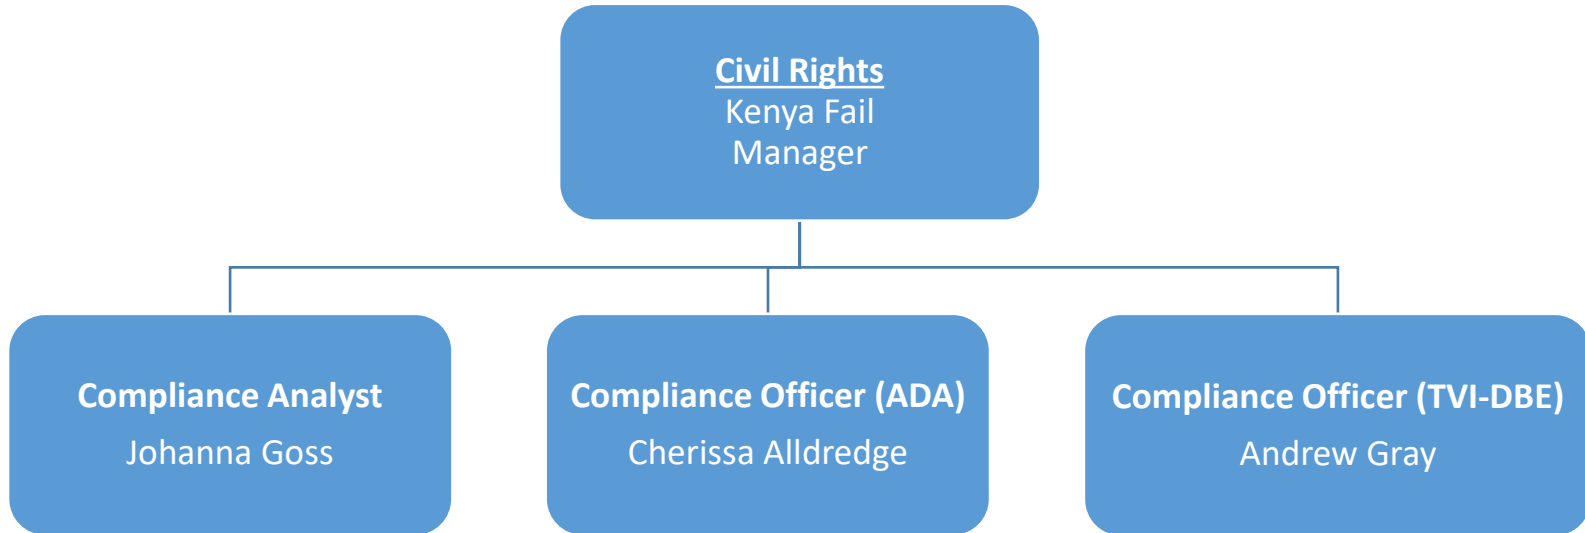 Civil Rights
Kenya Fail
Manager
Compliance Analyst
Johanna Goss
Compliance Officer (ADA)
Cherissa Alldredge
Compliance Officer (TVI-DBE)
Andrew Gray